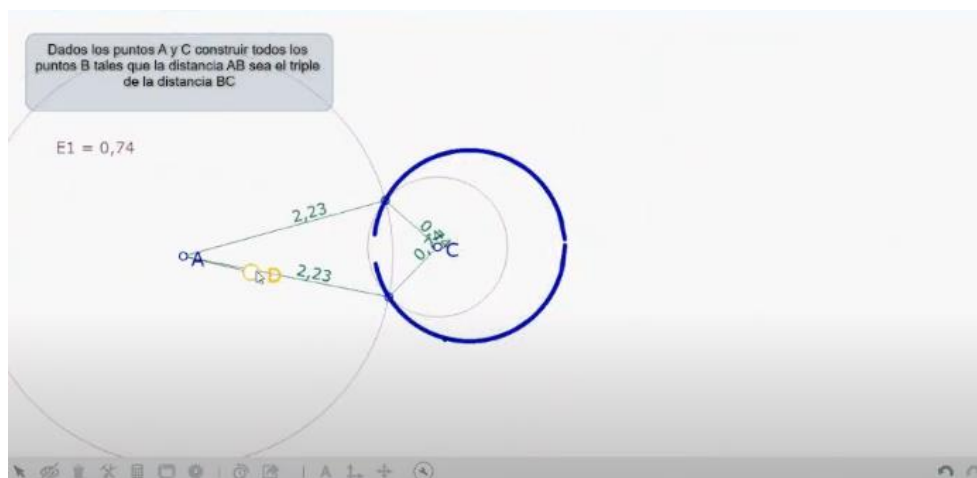 Dados los puntos A y C construir todos los
puntos B tales que la distancia AB sea el triple
de la distancia BC
E1 = 0,74
2,23
A
D
2,23
C
A